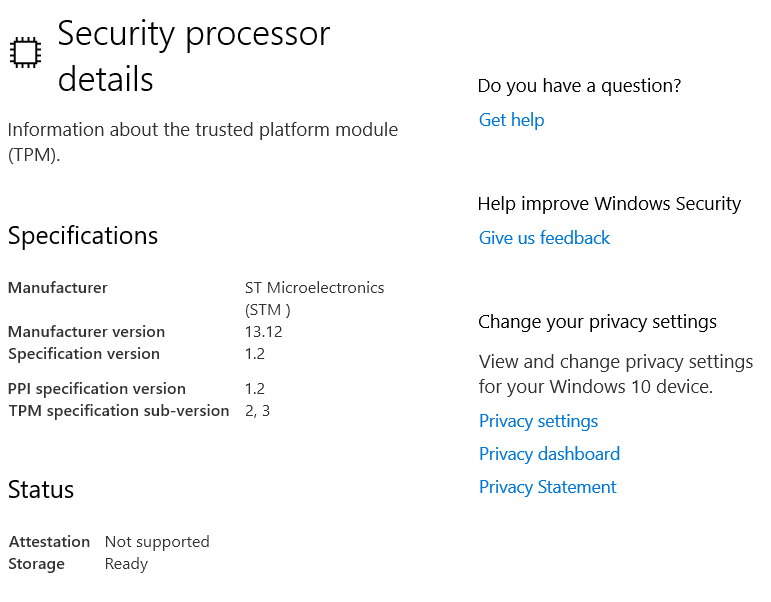 Security processor
details
Information about the trusted platform module
(TPM).
Specifications
Manufacturer ST Microelectronics
(STM )
Manufacturer version 13.12
Specification version 1.2
PPI specification version 1.2
TPM specification sub-version 2, 3
Status
Attestation Not supported
Storage Ready
Do you have a question?
Get help
Help improve Windows Security
Give us feedback
Change your privacy settings
View and change privacy settings
for your Windows 10 device.
Privacy settings
Privacy dashboard
Privacy Statement